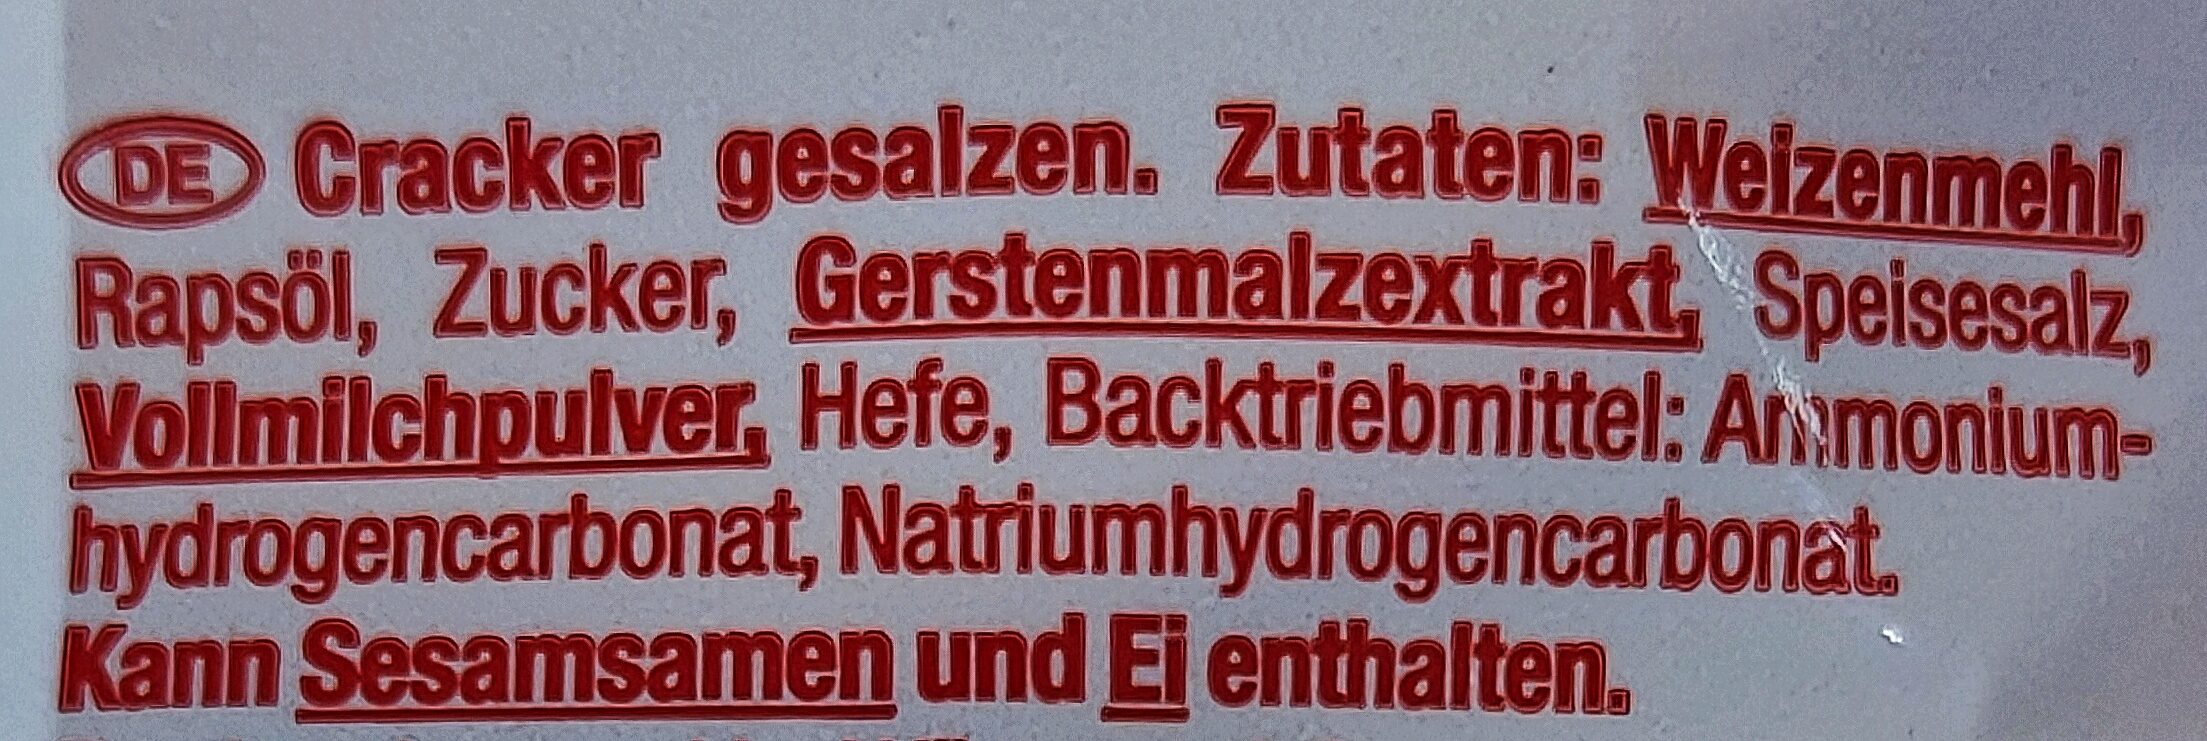 DE Cracker gesalzen. Zutaten: Weizenmehl,
Rapsöl, Zucker, Gerstenmalzextrakt, Speisesalz,
Vollmilchpulver, Hefe, Backtriebmittel: Ammonium-
hydrogencarbonat, Natriumhydrogencarbonat.
Kann Sesamsamen und Ei enthalten.